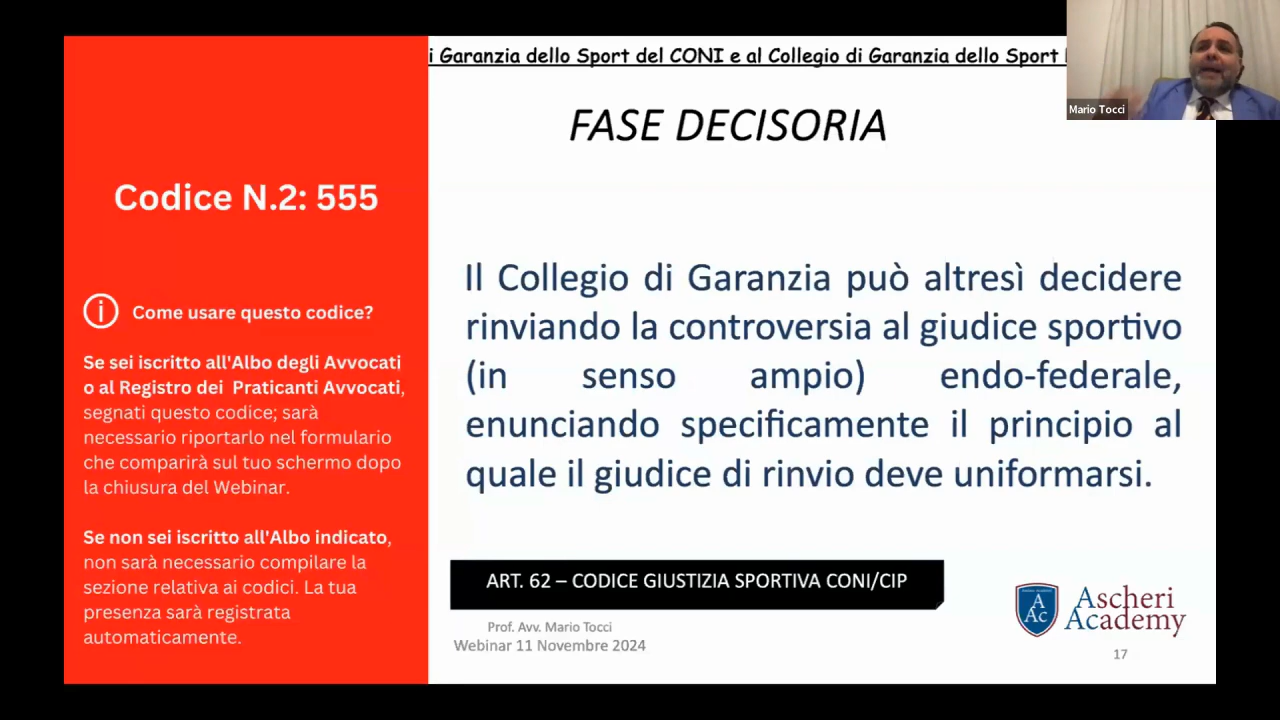 i Garanzia dello Sport del CONI e al Collegio di Garanzia dello Sport
Mario Tocci
FASE DECISORIA
Codice N.2: 555
Come usare questo codice?
Se sei iscritto all'Albo degli Avvocati
o al Registro dei Praticanti Avvocati,
segnati questo codice; sarà
necessario riportarlo nel formulario
che comparirà sul tuo schermo dopo
la chiusura del Webinar.
Se non sei iscritto all'Albo indicato,
non sarà necessario compilare la
sezione relativa ai codici. La tua
presenza sarà registrata
automaticamente.
Il Collegio di Garanzia può altresì decidere
rinviando la controversia al giudice sportivo
(in senso ampio) endo-federale,
enunciando specificamente il principio al
quale il giudice di rinvio deve uniformarsi.
ART. 62 – CODICE GIUSTIZIA SPORTIVA CONI/CIP
Prof. Avv. Mario Tocci
Webinar 11 Novembre 2024
A
Ac
Ascheri
Academy
17